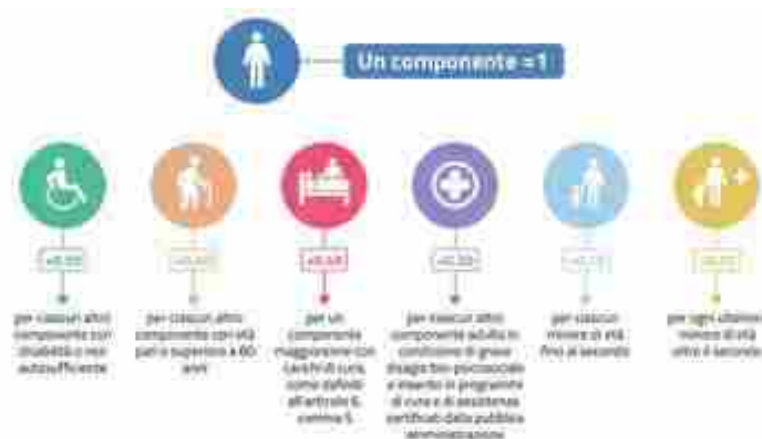 Un componente =1
per ciascun altro
componente con
disabilità o non
autosufficiente
per ciascun altro
componente con età
pari o superiore a 60
anni
per un
componente
maggiorenne con
carichi di cura,
come definiti
all'articolo 6,
comma 5
per ciascun altro
componente adulto in
condizione di grave
disagio bio-psicosociale
e inserito in programmi
di cura e di assistenza
certificati dalla pubblica
amministrazione
per ciascun
minore di età
fino al secondo
per ogni ulteriore
minore di età
oltre il secondo